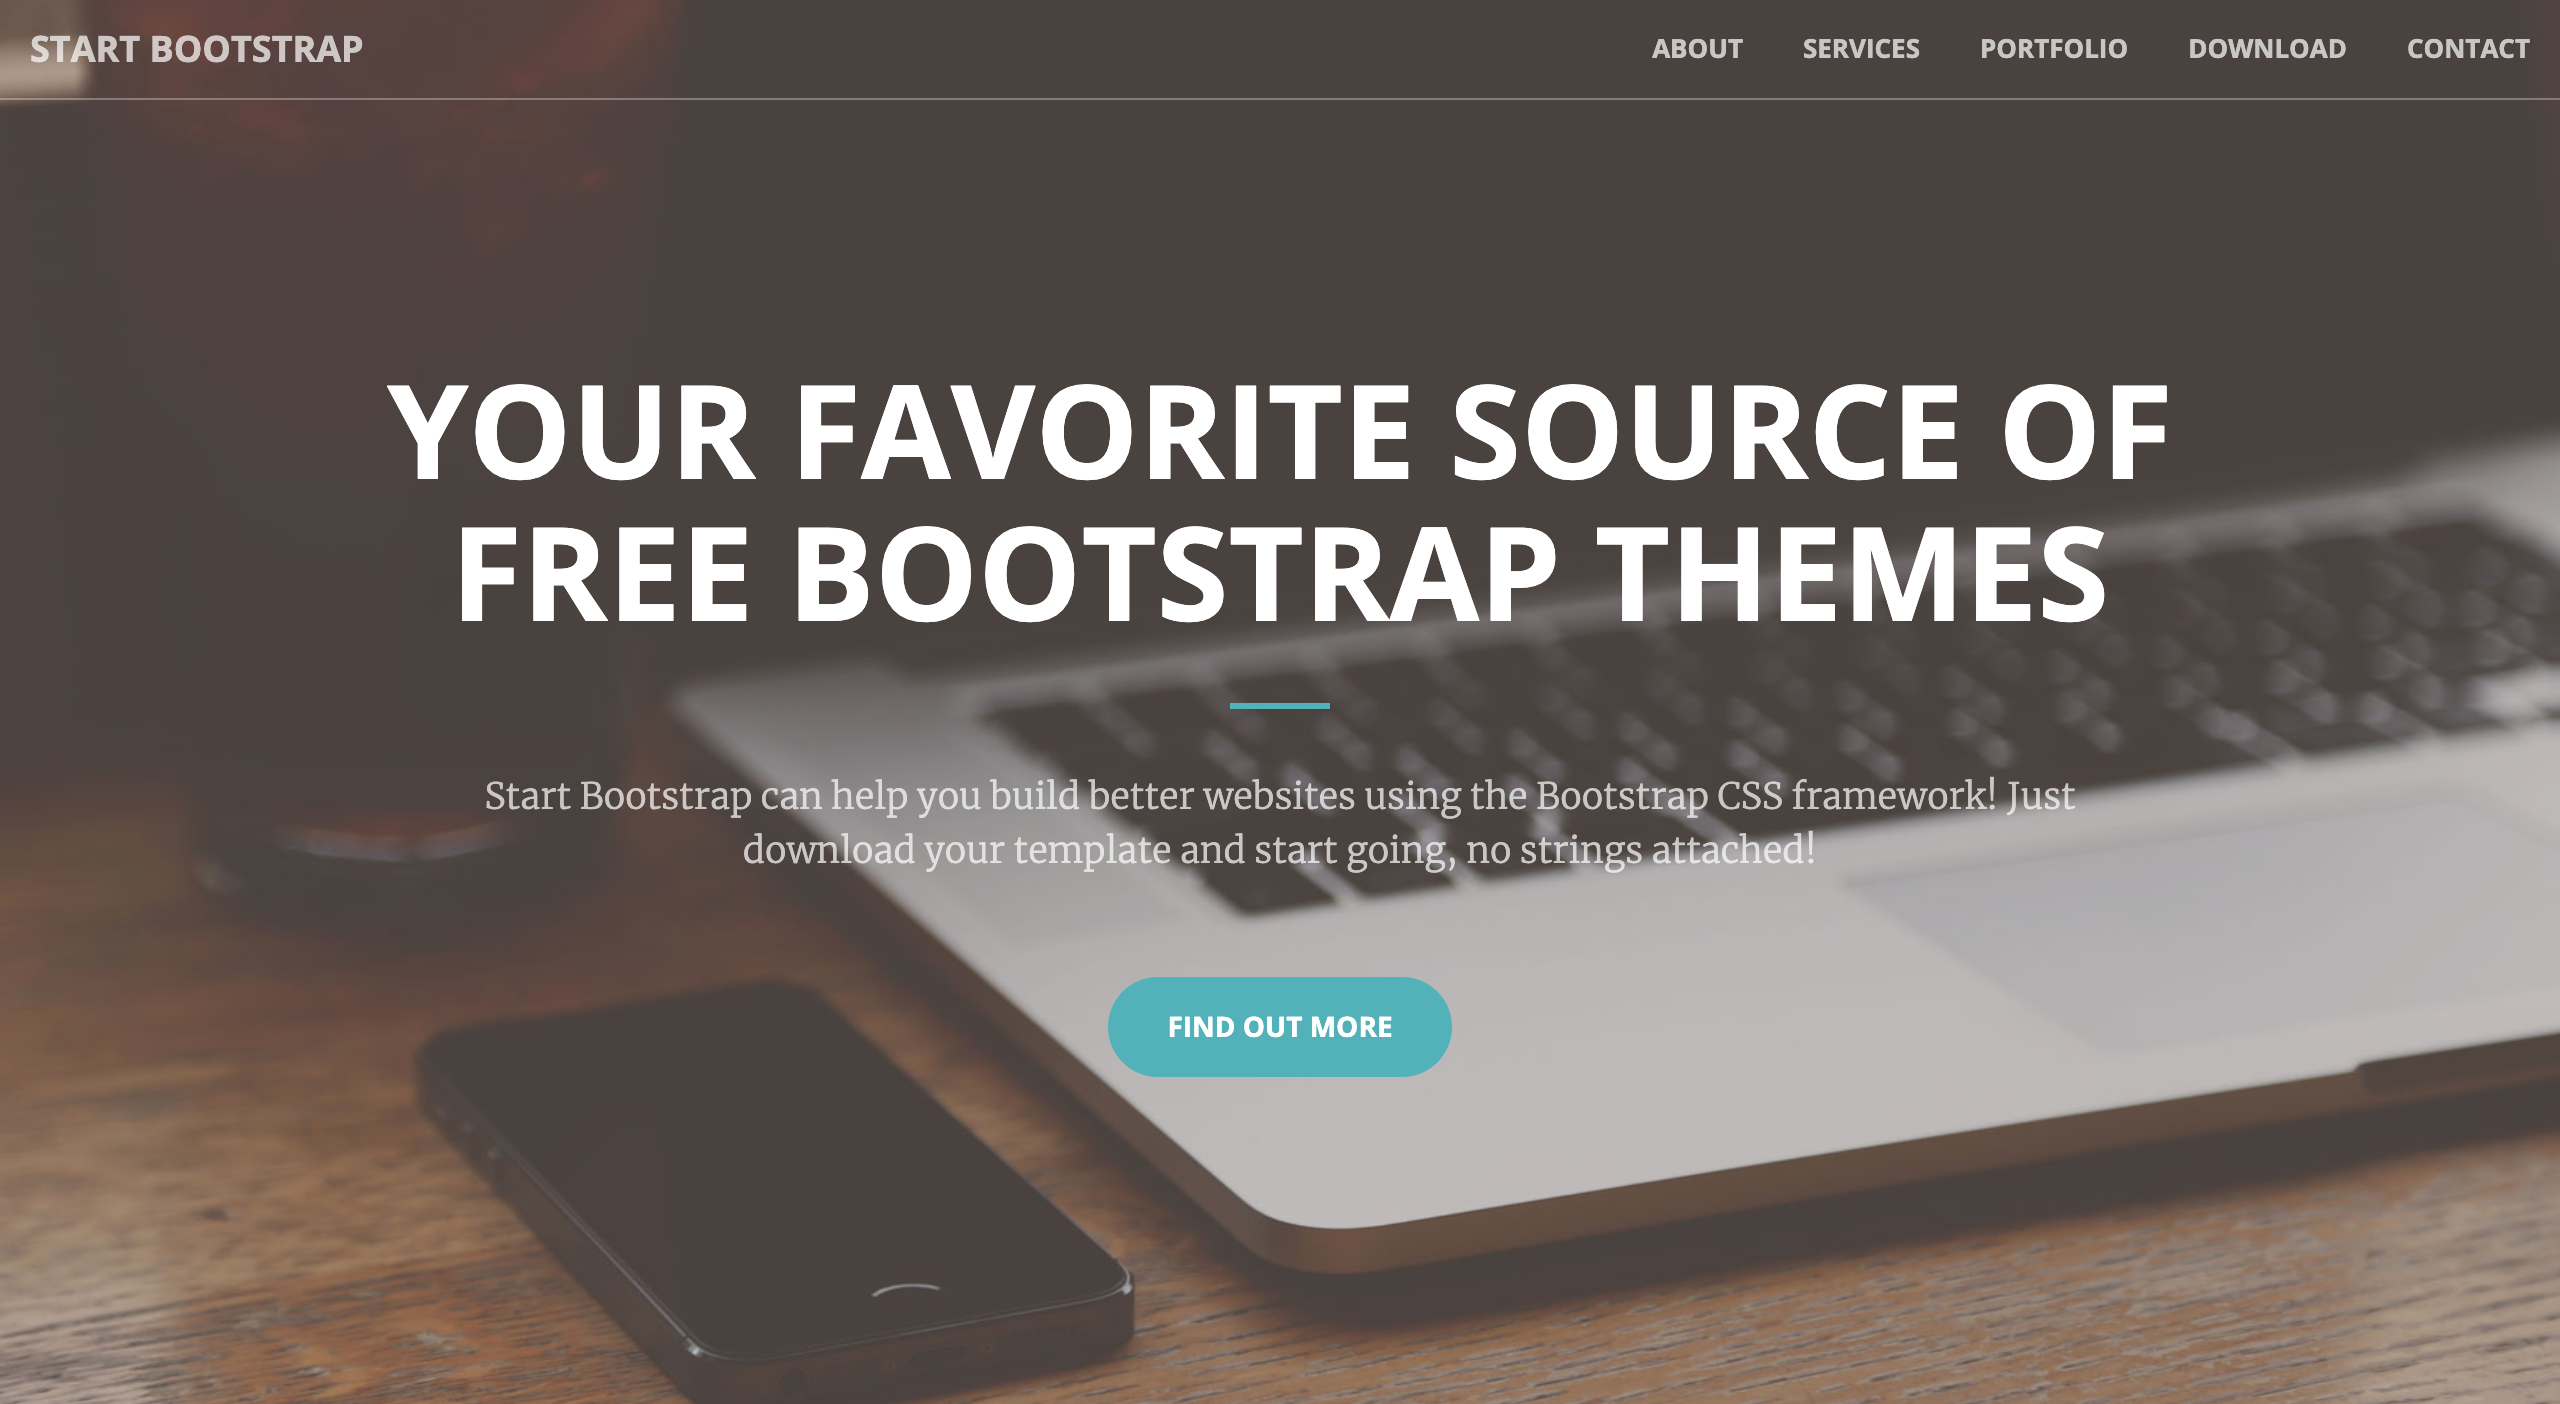 START BOOTSTRAP
ABOUT SERVICES PORTFOLIO DOWNLOAD CONTACT
YOUR FAVORITE SOURCE OF
FREE BOOTSTRAP THEMES
Start Bootstrap can help you build better websites using the Bootstrap CSS framework! Just
download your template and start going, no strings attached!
FIND OUT MORE